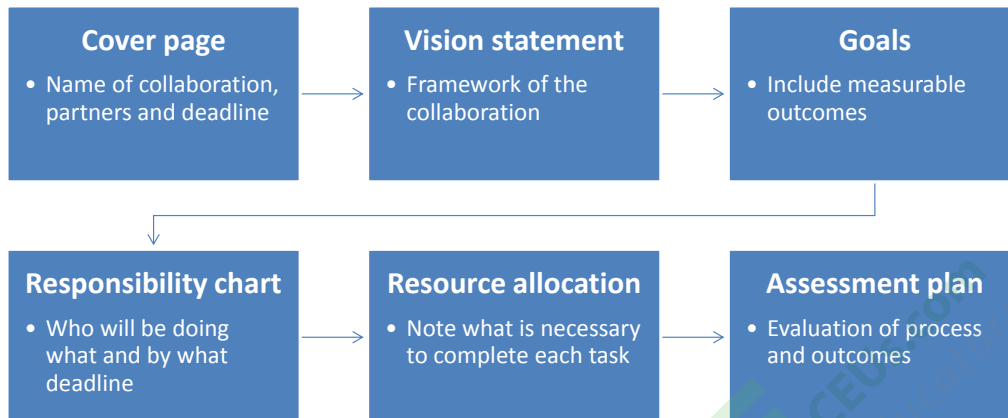 Cover page
• Name of collaboration,
partners and deadline
Vision statement
• Framework of the
collaboration
Goals
• Include measurable
outcomes
Responsibility chart
• Who will be doing
what and by what
deadline
Resource allocation
• Note what is necessary
to complete each task
Assessment plan
• Evaluation of process
and outcomes
CEUs.com